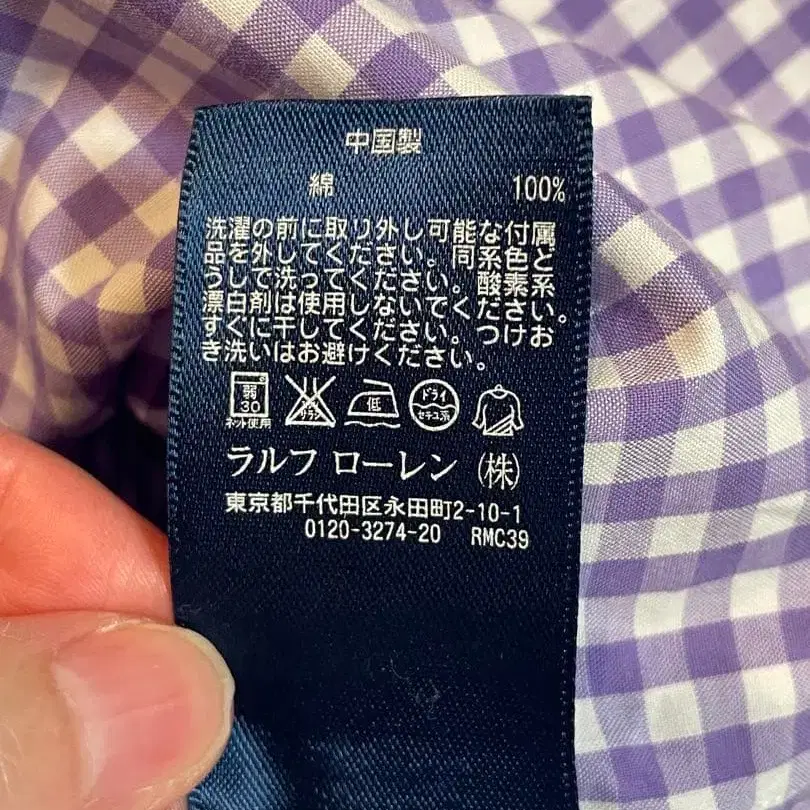 中国製
綿 100%
洗濯の前に取り外し可能な付属
品を外してください。同系色と
うしで洗ってください。酸素系
漂白剤は使用しないでください。
すぐに干してください。つけお
き洗いはお避けください。
弱 30 低 ドライ セキユ系
ネット使用
ラルフ ローレン (株)
東京都千代田区永田町2-10-1
0120-3274-20 RMC39